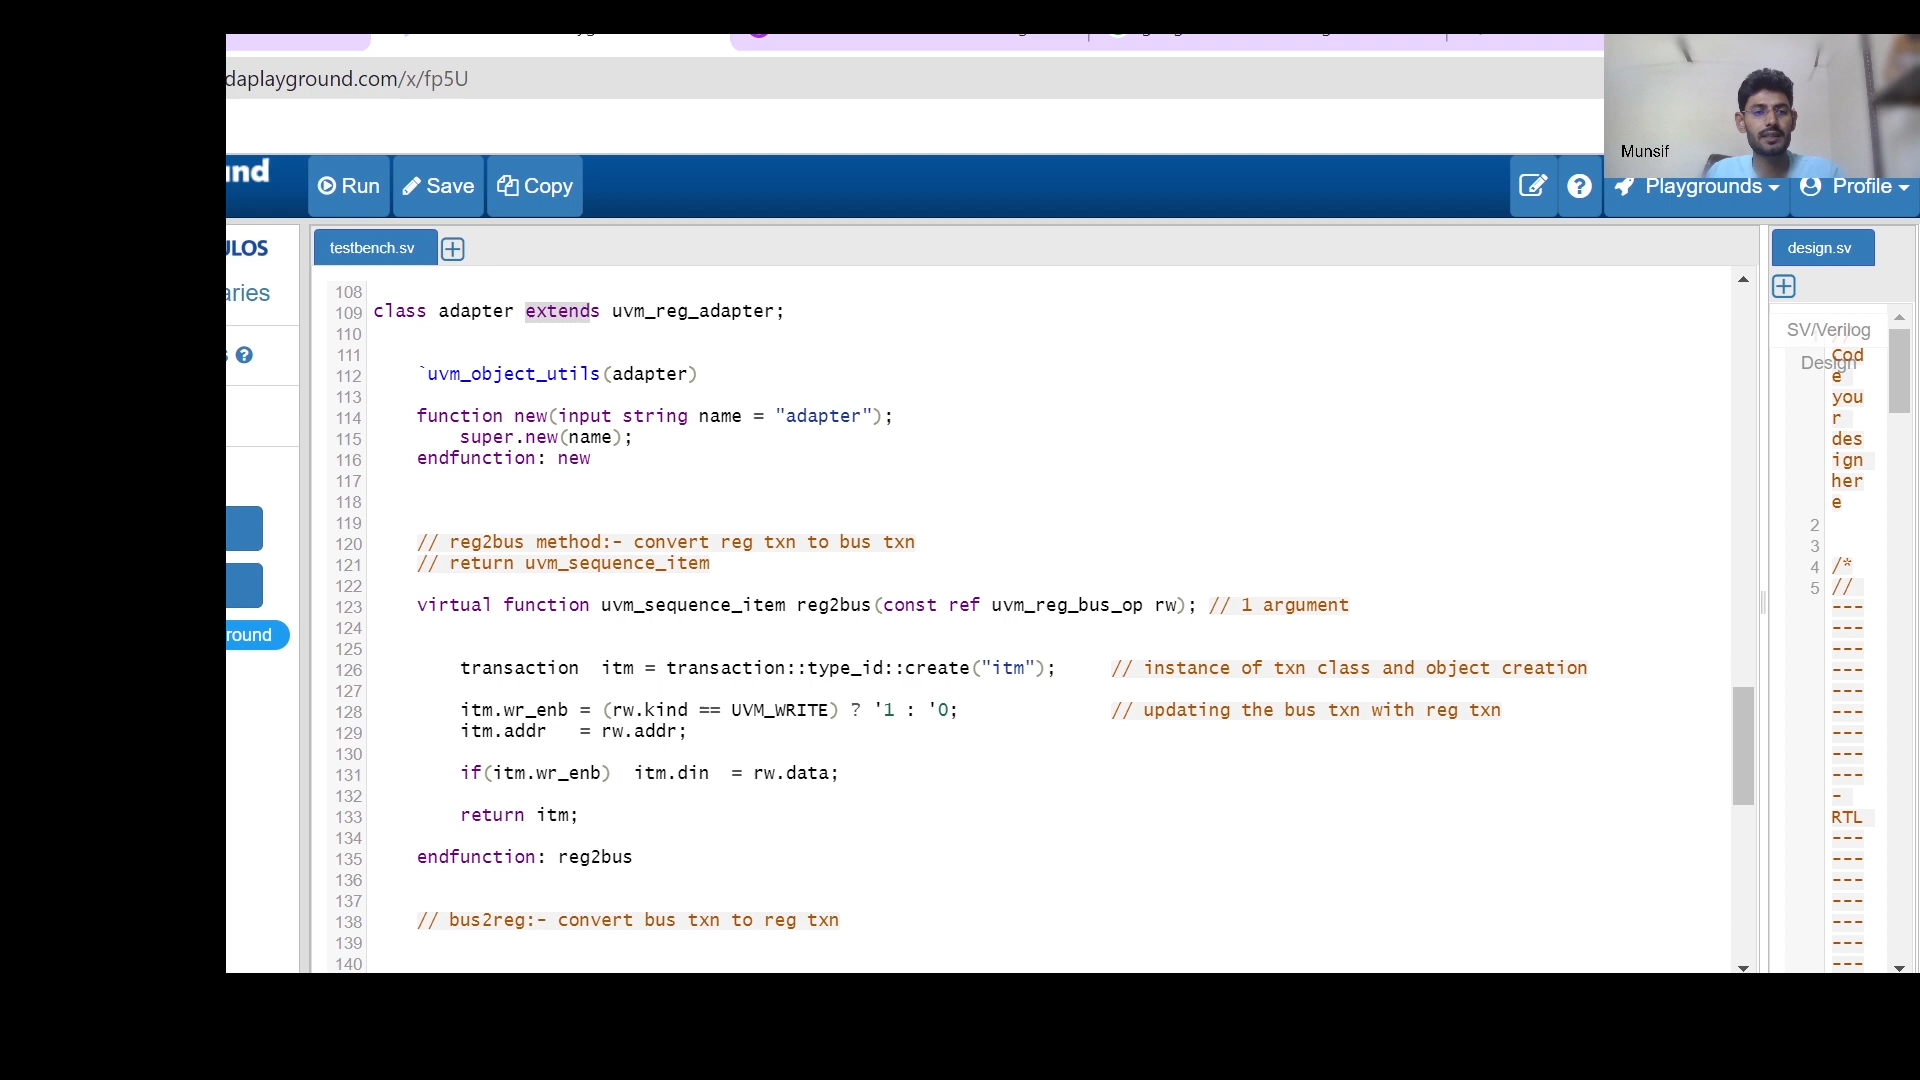 daplayground.com/x/fp5U
Munsif
und
Run
Save
Copy
Playgrounds
Profile
ULOS
aries
s
round
testbench.sv
108
109 class adapter extends uvm_reg_adapter;
110
111
112 `uvm_object_utils(adapter)
113
114 function new(input string name = "adapter");
115 super.new(name);
116 endfunction: new
117
118
119
120 // reg2bus method:- convert reg txn to bus txn
121 // return uvm_sequence_item
122
123 virtual function uvm_sequence_item reg2bus(const ref uvm_reg_bus_op rw); // 1 argument
124
125
126 transaction itm = transaction::type_id::create("itm"); // instance of txn class and object creation
127
128 itm.wr_enb = (rw.kind == UVM_WRITE) ? '1 : '0; // updating the bus txn with reg txn
129 itm.addr = rw.addr;
130
131 if(itm.wr_enb) itm.din = rw.data;
132
133 return itm;
134
135 endfunction: reg2bus
136
137
138 // bus2reg:- convert bus txn to reg txn
139
140
design.sv
SV/Verilog
Design
//
Cod
e
you
r
des
ign
her
e
2
3
4 /*
5 //
---
---
---
---
---
---
---
---
---
-
RTL
---
---
---
---
---
---
---